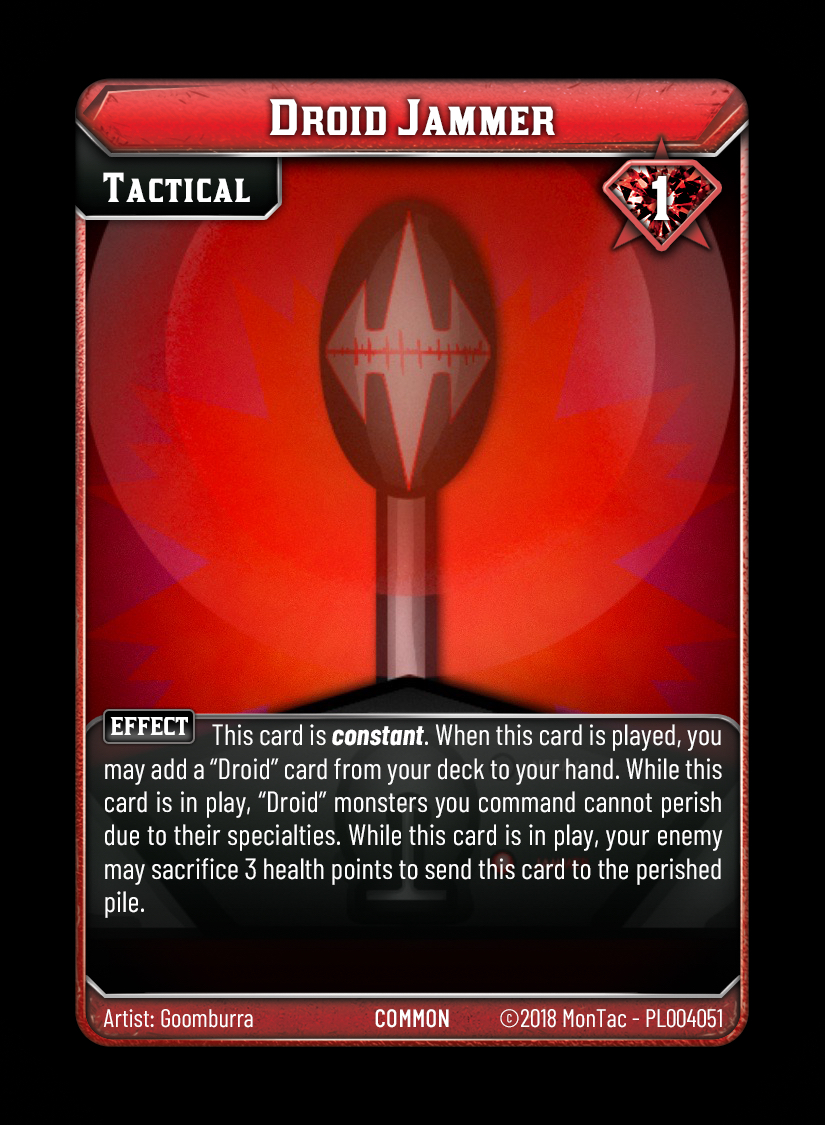 Droid Jammer
Tactical
1
EFFECT This card is constant. When this card is played, you
may add a “Droid” card from your deck to your hand. While this
card is in play, “Droid” monsters you command cannot perish
due to their specialties. While this card is in play, your enemy
may sacrifice 3 health points to send this card to the perished
pile.
Artist: Goomburra COMMON ©2018 MonTac - PL004051